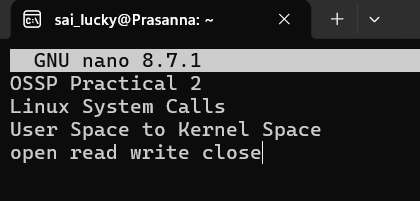 sai_lucky@Prasanna: ~
GNU nano 8.7.1
OSSP Practical 2
Linux System Calls
User Space to Kernel Space
open read write close